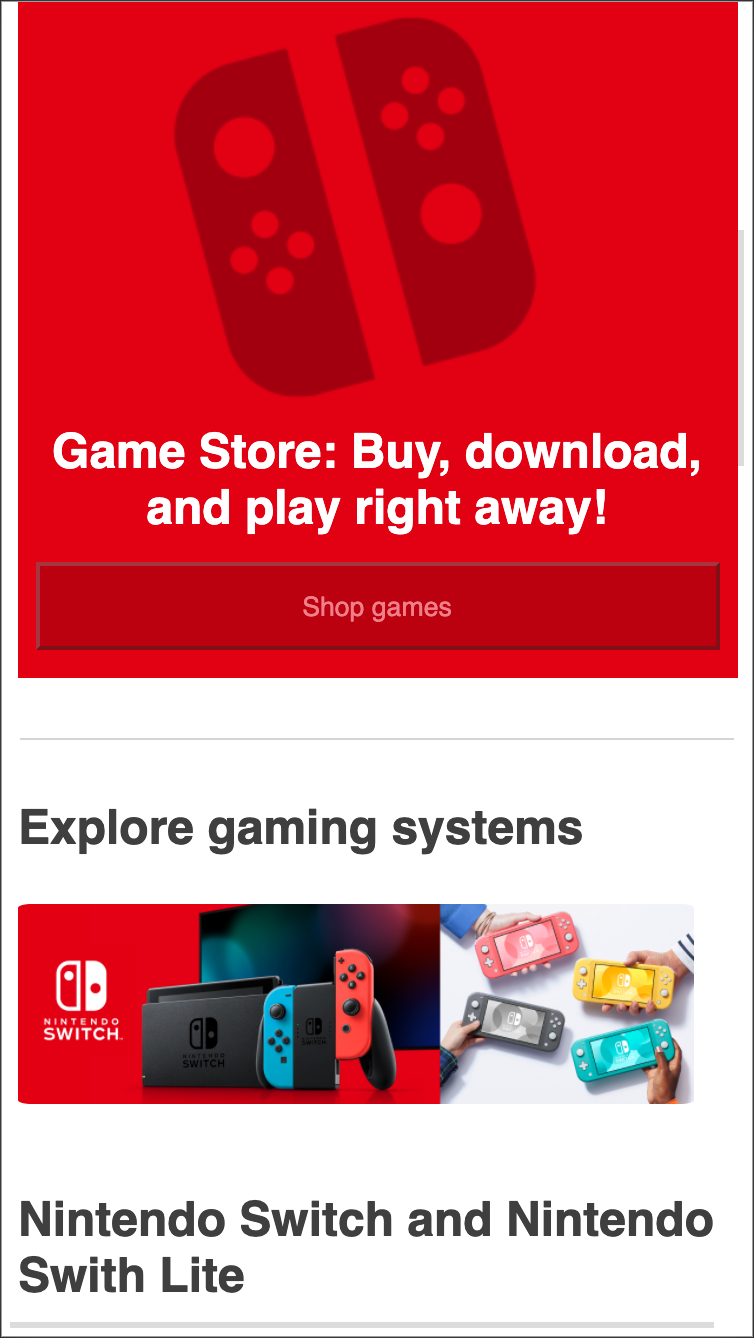 Game Store: Buy, download,
and play right away!
Shop games
Explore gaming systems
NINTENDO
SWITCH
NINTENDO
SWITCH
Nintendo Switch and Nintendo
Swith Lite